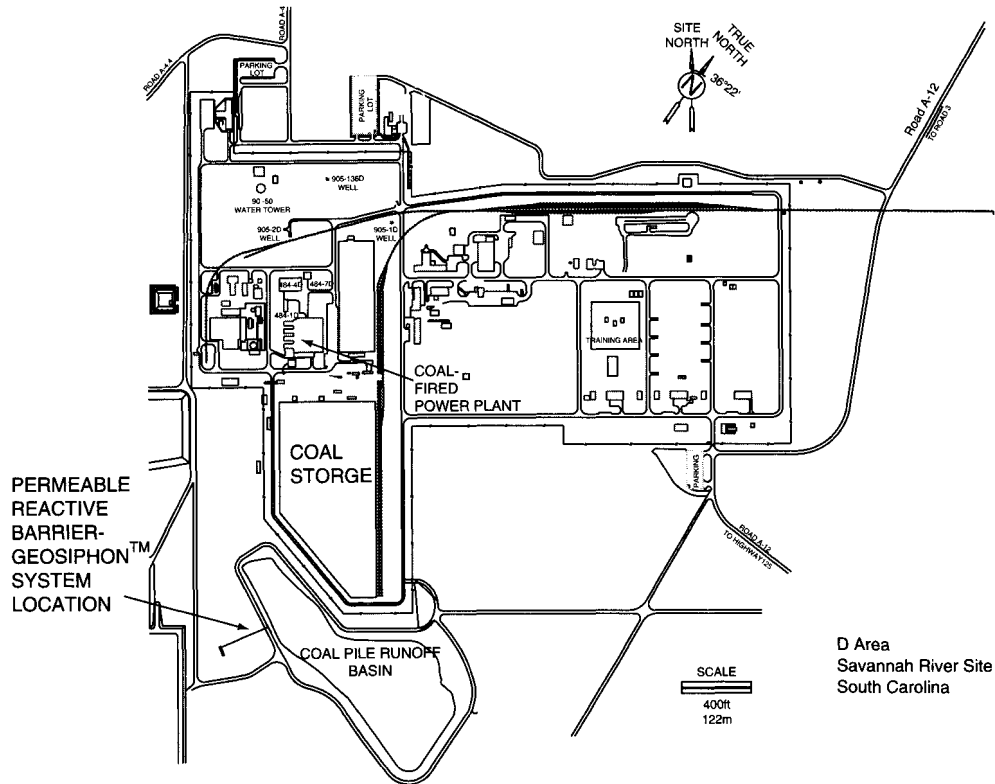 ROAD A-4
PARKING
LOT
ROAD A-4.4
PARKING
LOT
SITE
NORTH
TRUE
NORTH
N
36°22'
Road A-12
TO ROAD 3
905-136D
WELL
90-50
WATER TOWER
905-2D
WELL
905-1D
WELL
484-4D
484-7D
484-1D
TRAINING AREA
COAL-
FIRED
POWER PLANT
COAL
STORGE
PARKING
ROAD A-12
TO HIGHWAY 125
PERMEABLE
REACTIVE
BARRIER-
GEOSIPHON™
SYSTEM
LOCATION
COAL PILE RUNOFF
BASIN
SCALE
400ft
122m
D Area
Savannah River Site
South Carolina